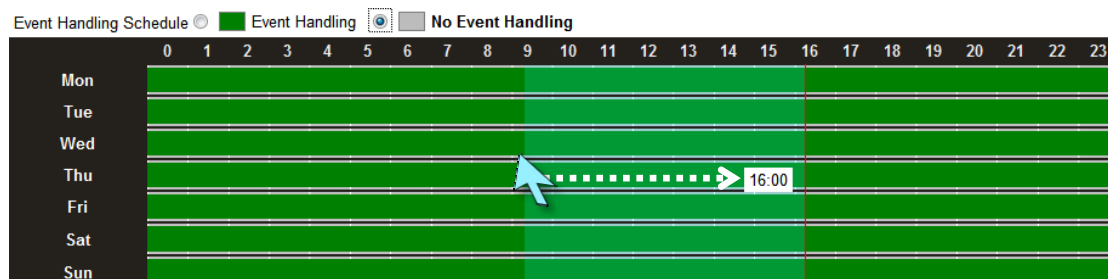 Event Handling Schedule Event Handling No Event Handling
0 1 2 3 4 5 6 7 8 9 10 11 12 13 14 15 16 17 18 19 20 21 22 23
Mon
Tue
Wed
Thu 16:00
Fri
Sat
Sun